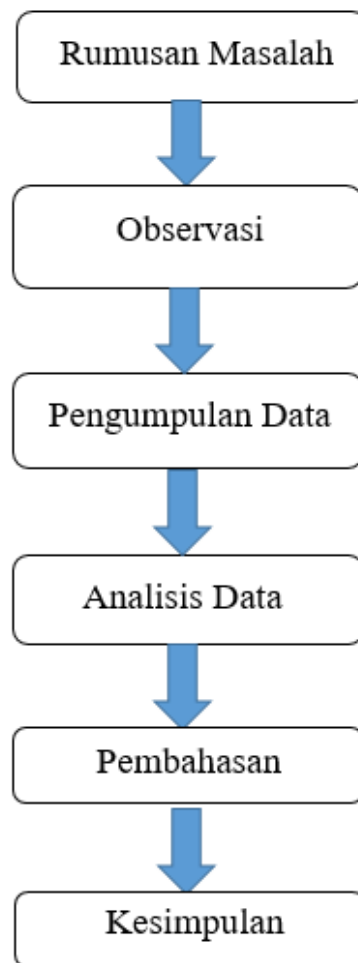 Rumusan Masalah
Observasi
Pengumpulan Data
Analisis Data
Pembahasan
Kesimpulan